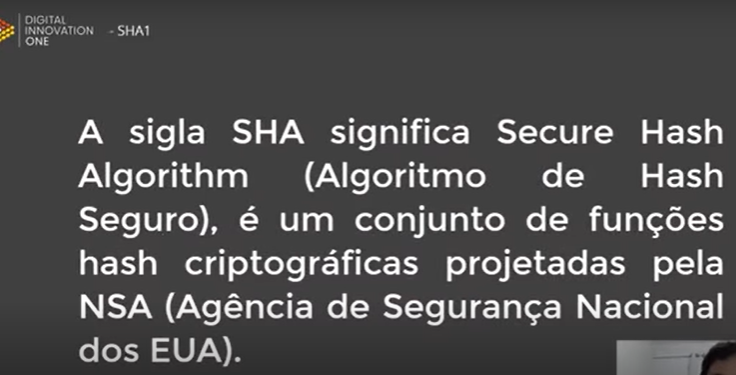 DIGITAL
INNOVATION
ONE
- SHA1
A sigla SHA significa Secure Hash
Algorithm (Algoritmo de Hash
Seguro), é um conjunto de funções
hash criptográficas projetadas pela
NSA (Agência de Segurança Nacional
dos EUA).